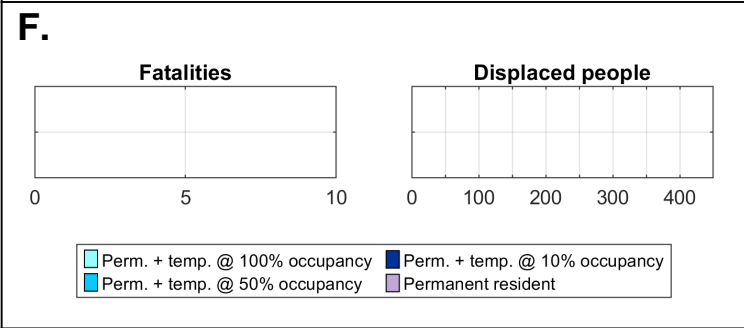 F.
Fatalities Displaced people
0 5 10 0 100 200 300 400
Perm. + temp. @ 100% occupancy Perm. + temp. @ 10% occupancy
Perm. + temp. @ 50% occupancy Permanent resident